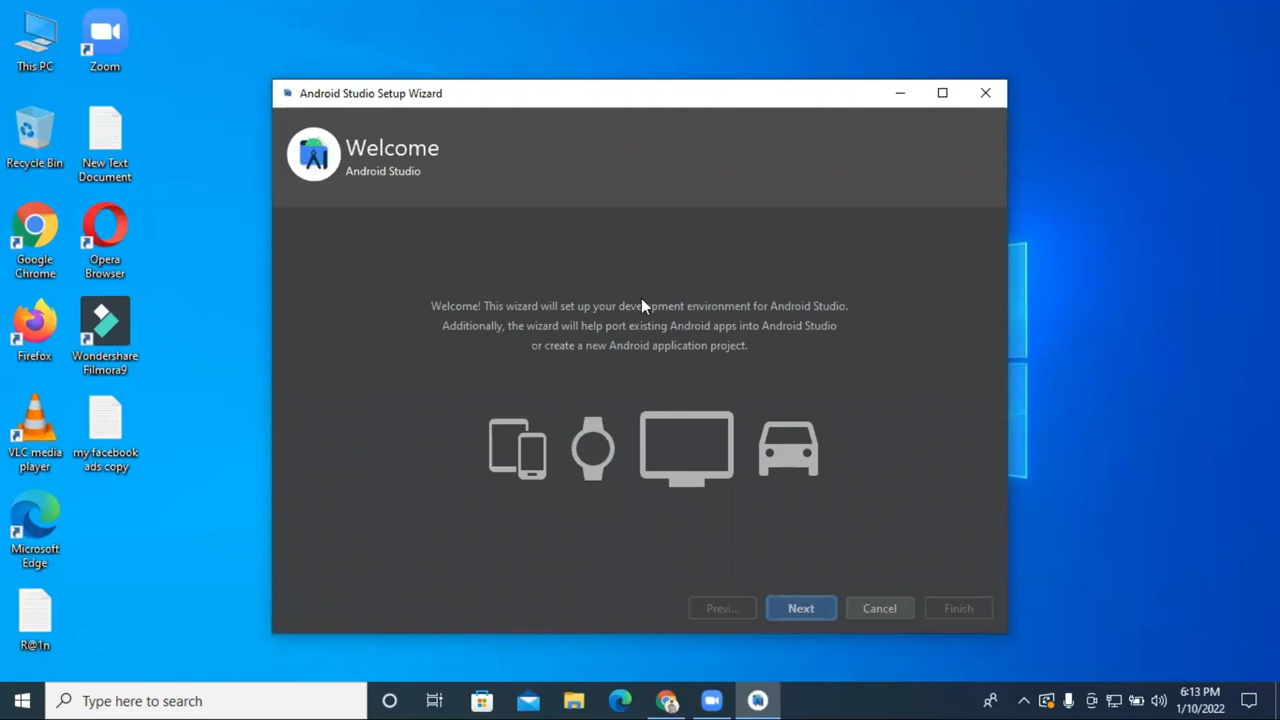 This PC
Zoom
Recycle Bin
New Text
Document
Google
Chrome
Opera
Browser
Firefox
Wondershare
Filmora9
VLC media
player
my facebook
ads copy
Microsoft
Edge
R@1n
Android Studio Setup Wizard
Welcome
Android Studio
Welcome! This wizard will set up your development environment for Android Studio.
Additionally, the wizard will help port existing Android apps into Android Studio
or create a new Android application project.
Previ...
Next
Cancel
Finish
Type here to search
6:13 PM
1/10/2022